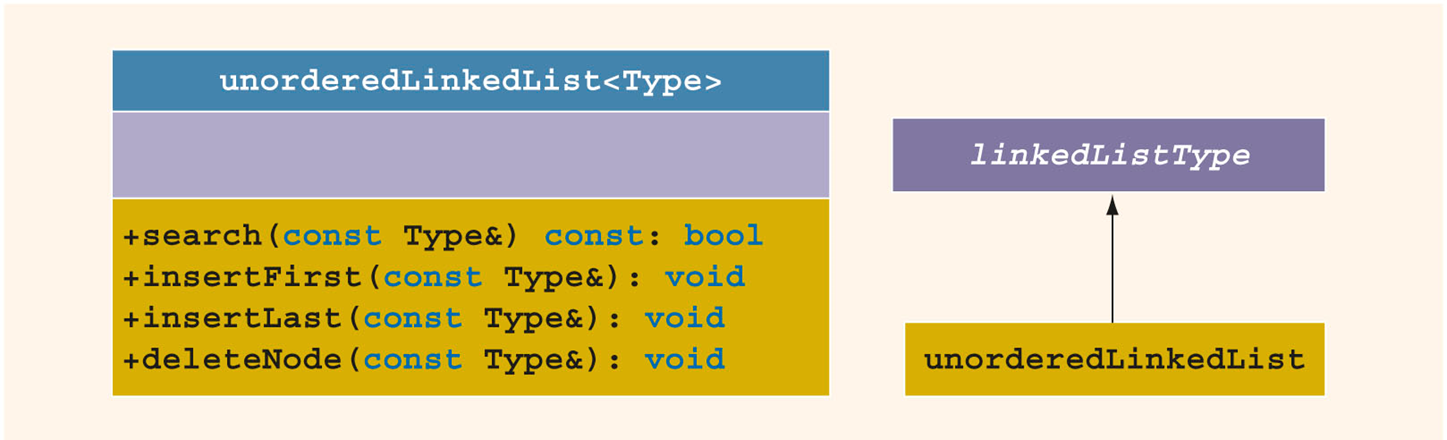 unorderedLinkedList<Type>
+search(const Type&) const: bool
+insertFirst(const Type&): void
+insertLast(const Type&): void
+deleteNode(const Type&): void
linkedListType
unorderedLinkedList